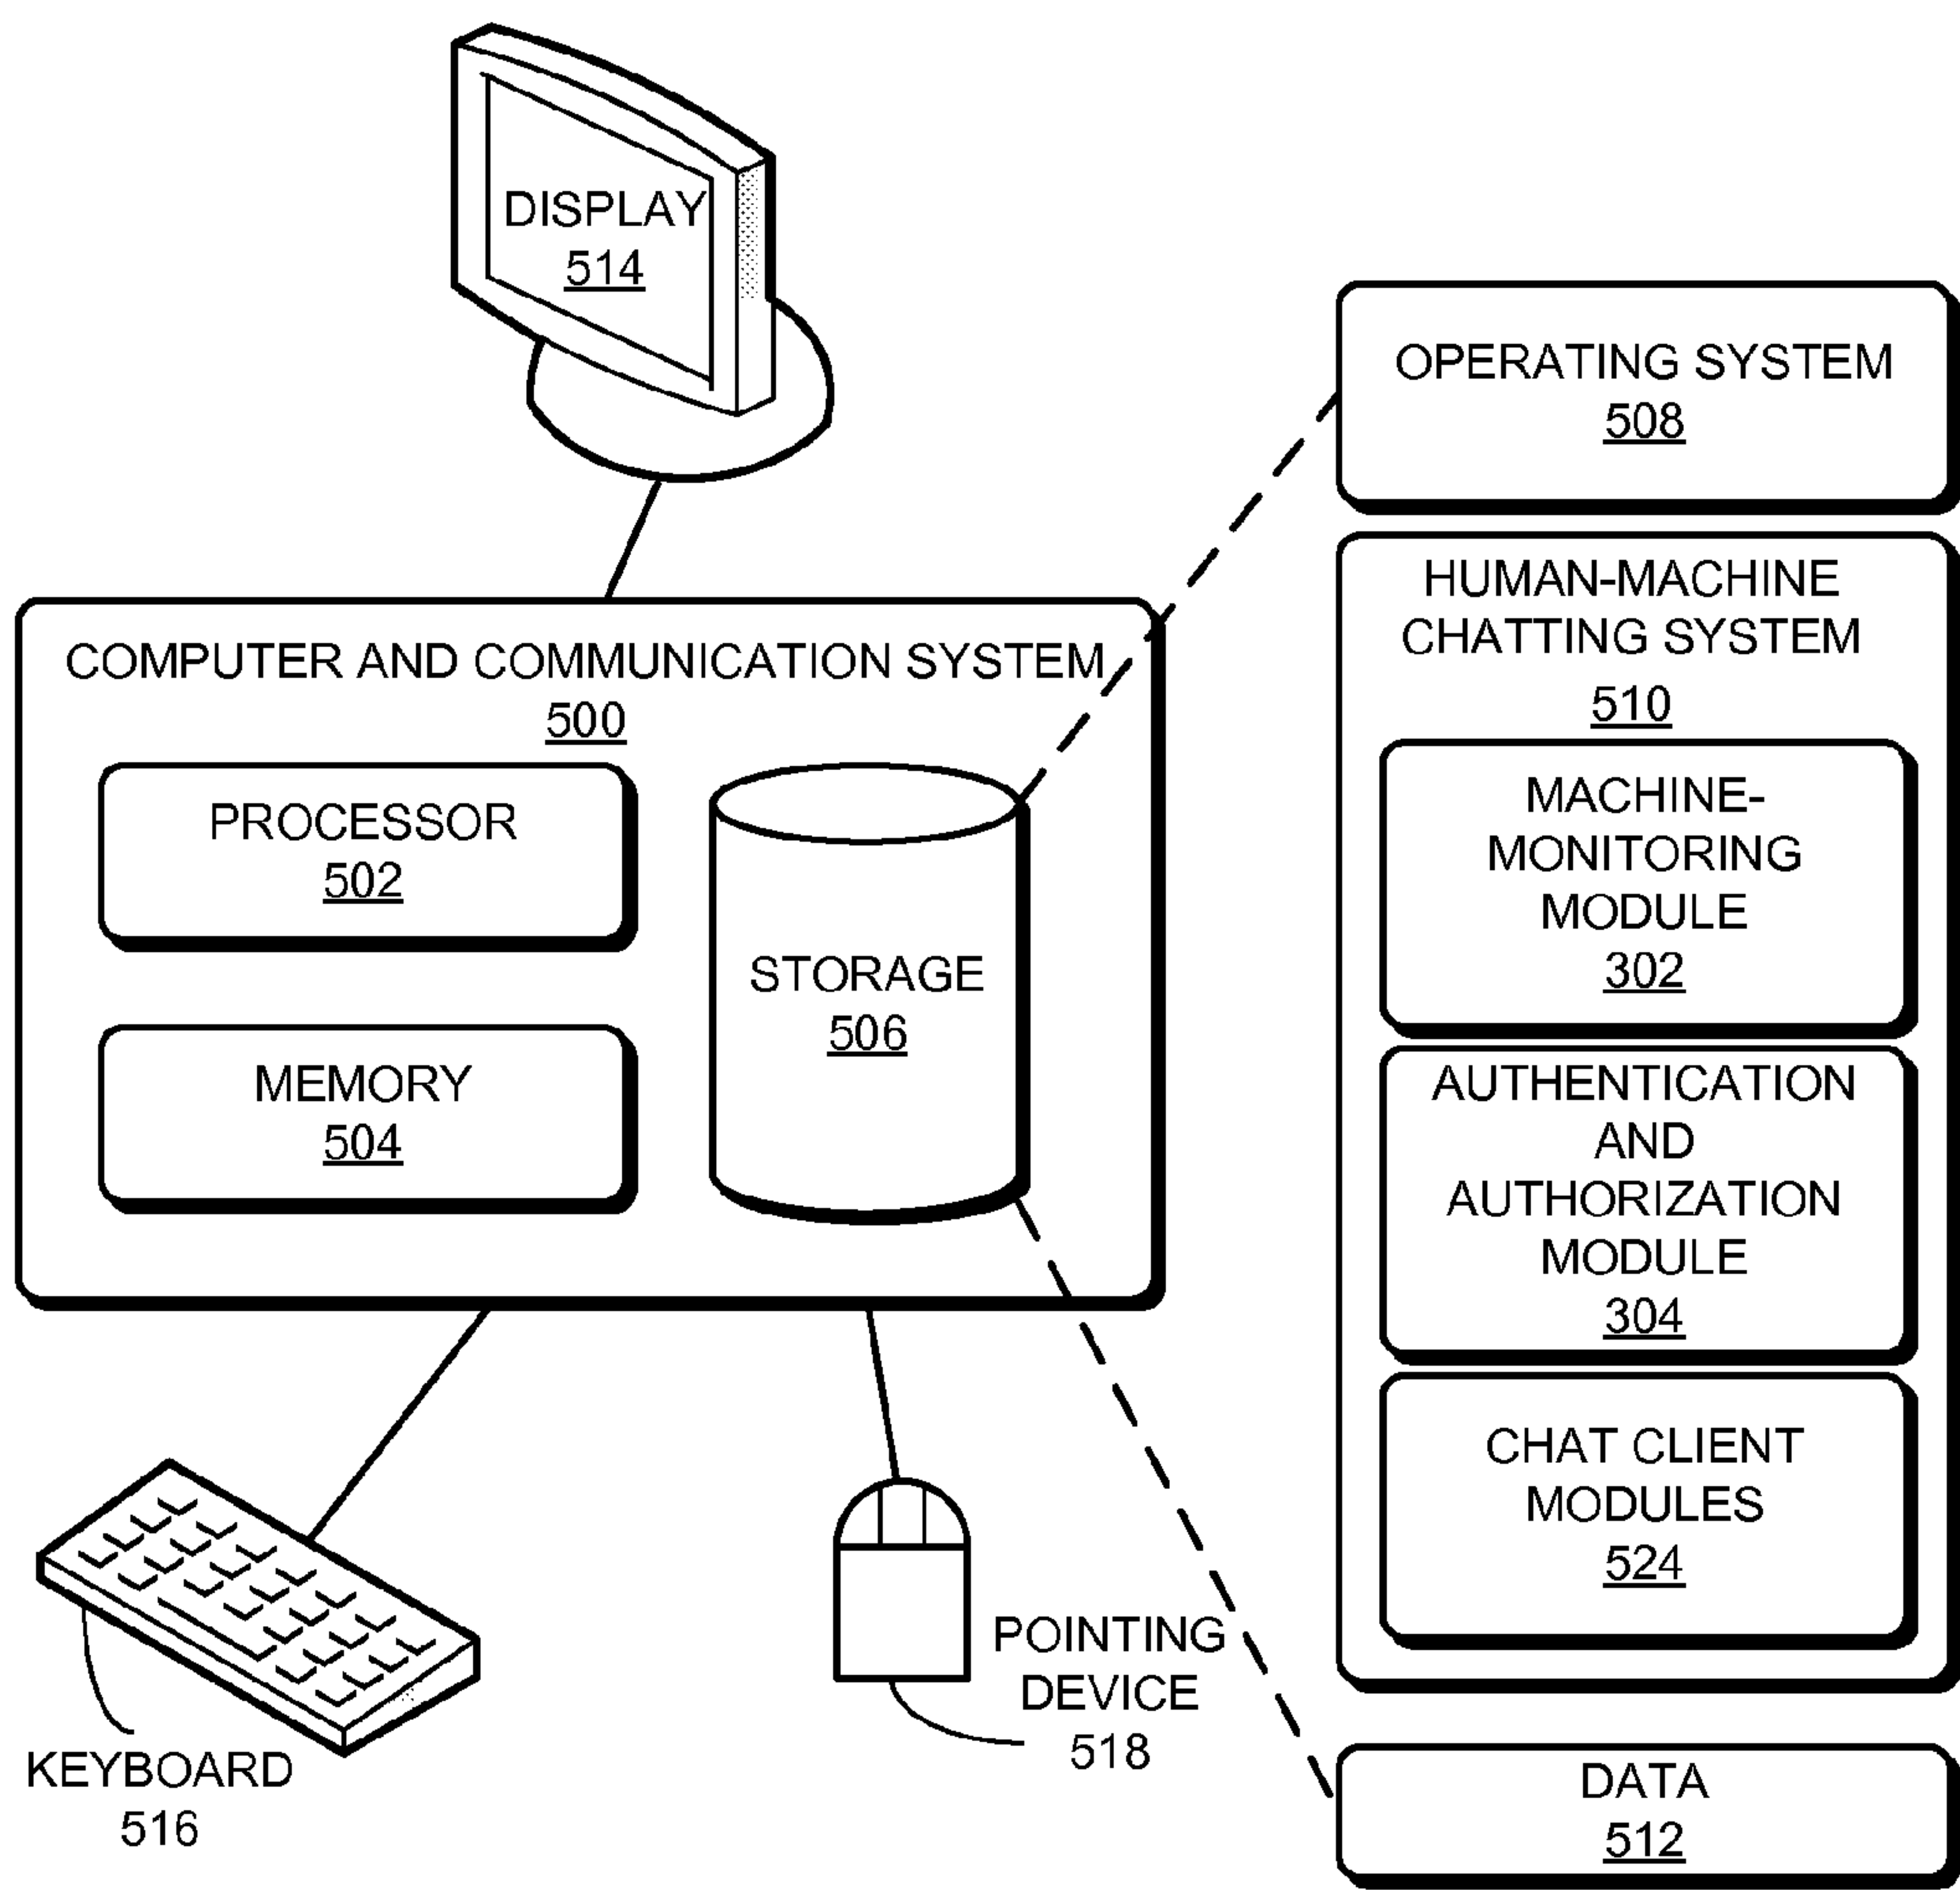 DISPLAY
514
COMPUTER AND COMMUNICATION SYSTEM
500
PROCESSOR
502
MEMORY
504
STORAGE
506
KEYBOARD
516
POINTING
DEVICE
518
OPERATING SYSTEM
508
HUMAN-MACHINE
CHATTING SYSTEM
510
MACHINE-
MONITORING
MODULE
302
AUTHENTICATION
AND
AUTHORIZATION
MODULE
304
CHAT CLIENT
MODULES
524
DATA
512